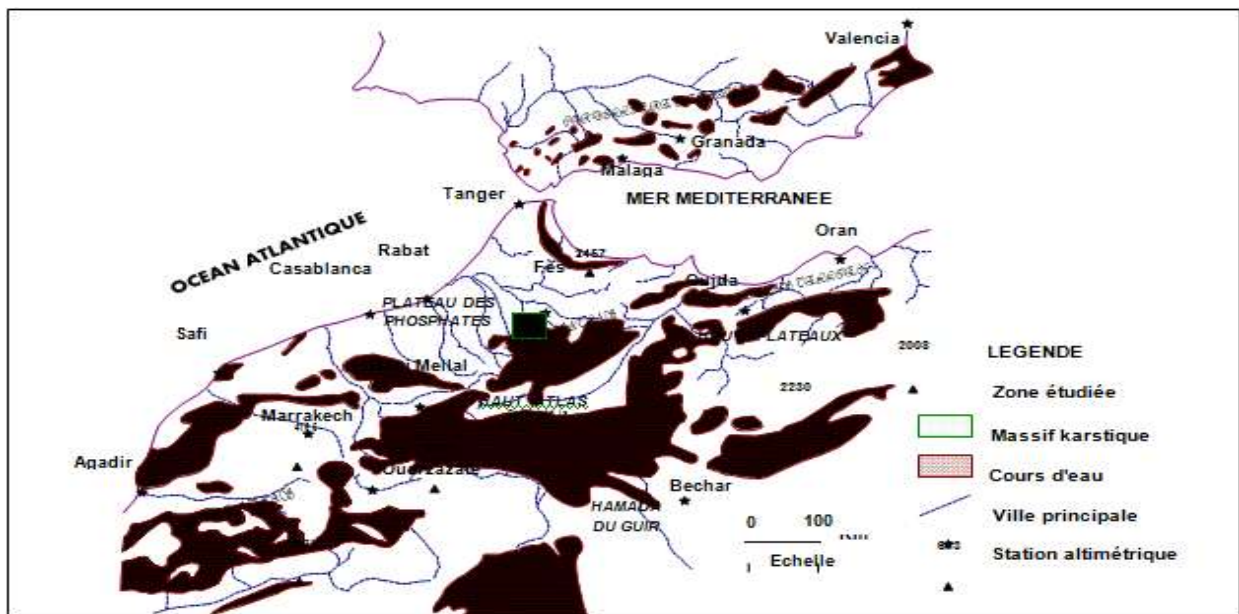 Valencia
Granada
Malaga
Tanger
MER MEDITERRANEE
OCEAN ATLANTIQUE
Rabat
Oran
Casablanca
Fès
2457
Oujda
PLATEAU DES
PHOSPHATES
Safi
PLATEAUX
2008
LEGENDE
Mellal
2230
Zone étudiée
HAUT ATLAS
Marrakech
Massif karstique
Agadir
Ouarzazate
Cours d'eau
Bechar
HAMADA
DU GUIR
Ville principale
0 100
Echelle
Station altimétrique